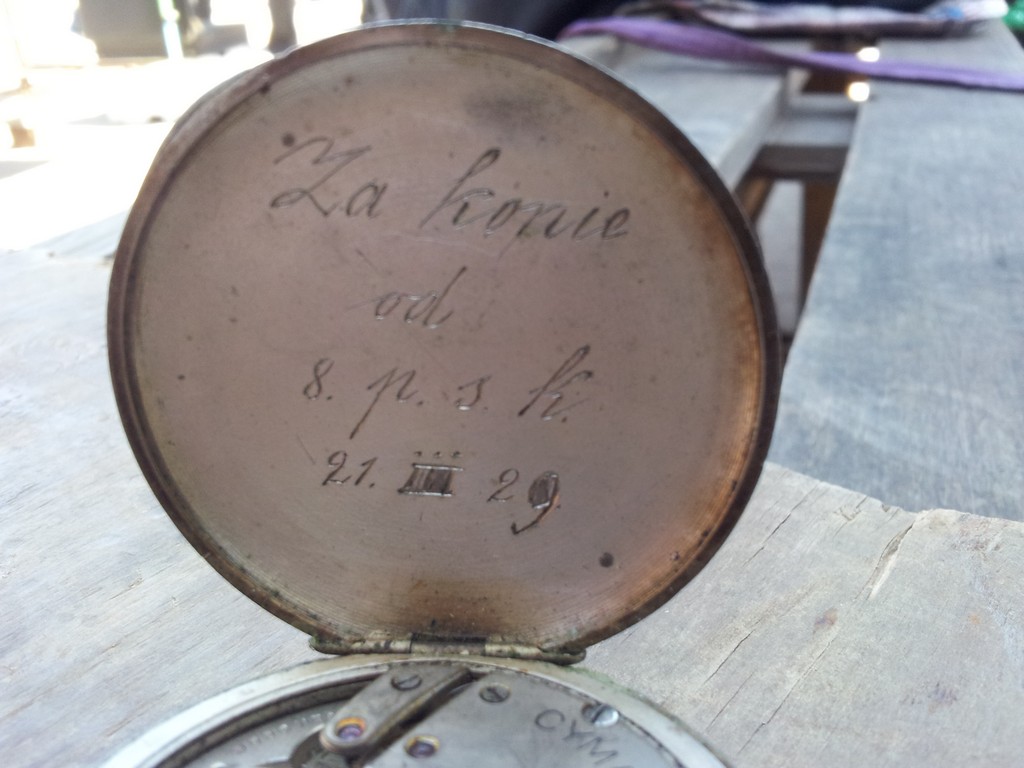 Za konie
od
8. p. s. k.
21. III 29
CYM